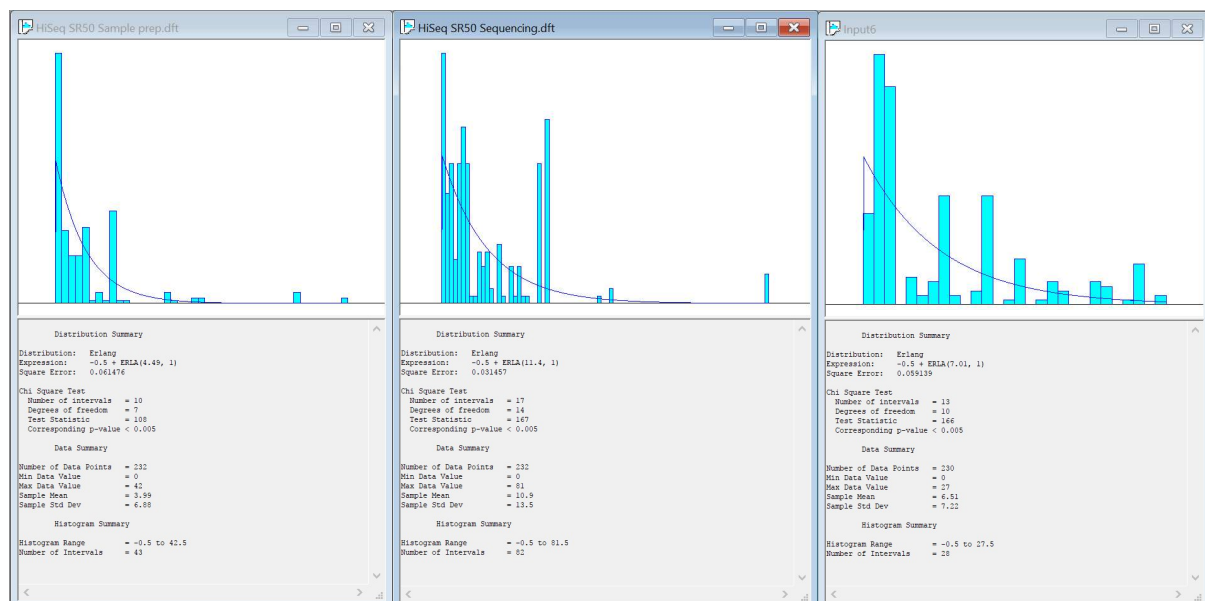 HiSeq SR50 Sample prep.dft
Distribution Summary
Distribution: Erlang
Expression: -0.5 + ERLA(4.49, 1)
Square Error: 0.061476
Chi Square Test
Number of intervals = 10
Degrees of freedom = 7
Test Statistic = 108
Corresponding p-value < 0.005
Data Summary
Number of Data Points = 232
Min Data Value = 0
Max Data Value = 42
Sample Mean = 3.99
Sample Std Dev = 6.88
Histogram Summary
Histogram Range = -0.5 to 42.5
Number of Intervals = 43
HiSeq SR50 Sequencing.dft
Distribution Summary
Distribution: Erlang
Expression: -0.5 + ERLA(11.4, 1)
Square Error: 0.031457
Chi Square Test
Number of intervals = 17
Degrees of freedom = 14
Test Statistic = 167
Corresponding p-value < 0.005
Data Summary
Number of Data Points = 232
Min Data Value = 0
Max Data Value = 81
Sample Mean = 10.9
Sample Std Dev = 13.5
Histogram Summary
Histogram Range = -0.5 to 81.5
Number of Intervals = 82
Input6
Distribution Summary
Distribution: Erlang
Expression: -0.5 + ERLA(7.01, 1)
Square Error: 0.059139
Chi Square Test
Number of intervals = 13
Degrees of freedom = 10
Test Statistic = 166
Corresponding p-value < 0.005
Data Summary
Number of Data Points = 230
Min Data Value = 0
Max Data Value = 27
Sample Mean = 6.51
Sample Std Dev = 7.22
Histogram Summary
Histogram Range = -0.5 to 27.5
Number of Intervals = 28